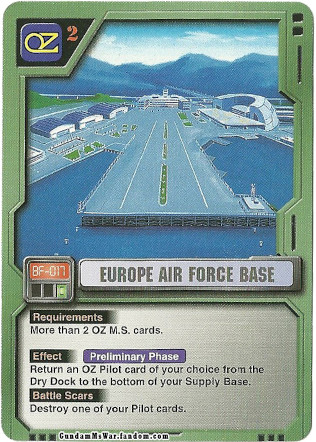 OZ 2
BF-017
EUROPE AIR FORCE BASE
Requirements
More than 2 OZ M.S. cards.
Effect Preliminary Phase
Return an OZ Pilot card of your choice from the
Dry Dock to the bottom of your Supply Base.
Battle Scars
Destroy one of your Pilot cards.
GundamMsWar.fandom.com